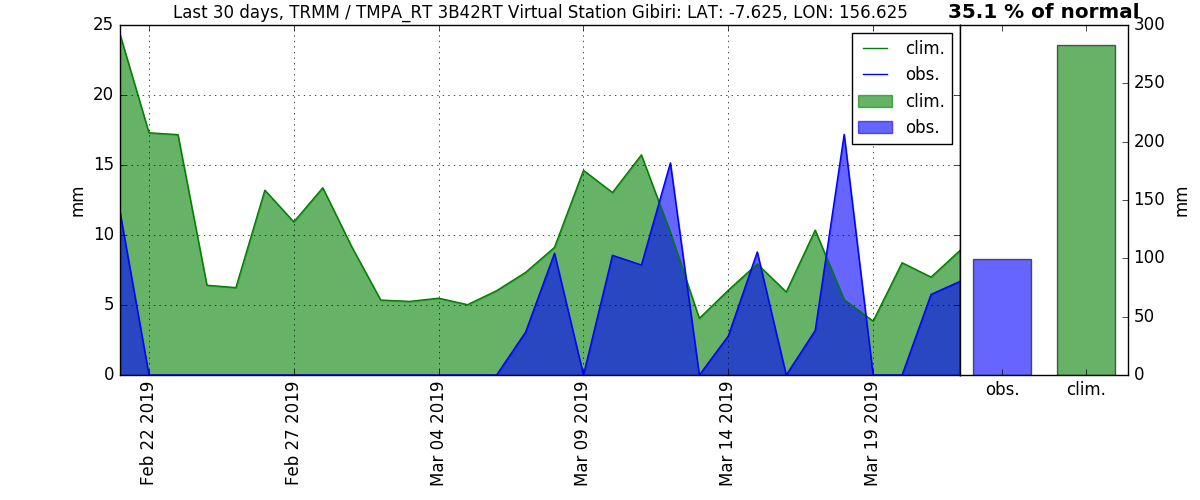 Last 30 days, TRMM / TMPA_RT 3B42RT Virtual Station Gibiri: LAT: -7.625, LON: 156.625
35.1 % of normal
25
20
15
10
5
0
mm
clim.
obs.
clim.
obs.
300
250
200
150
100
50
0
mm
Feb 22 2019
Feb 27 2019
Mar 04 2019
Mar 09 2019
Mar 14 2019
Mar 19 2019
obs.
clim.